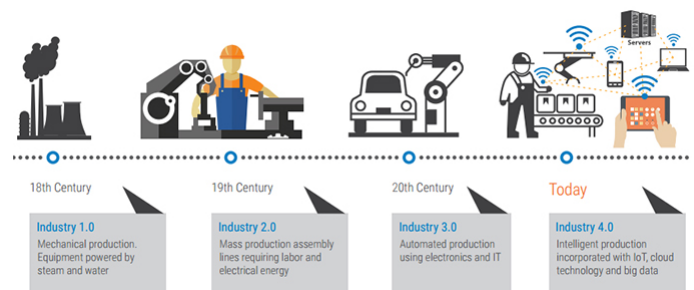 Servers
18th Century
19th Century
20th Century
Today
Industry 1.0
Mechanical production.
Equipment powered by
steam and water
Industry 2.0
Mass production assembly
lines requiring labor and
electrical energy
Industry 3.0
Automated production
using electronics and IT
Industry 4.0
Intelligent production
incorporated with IoT, cloud
technology and big data